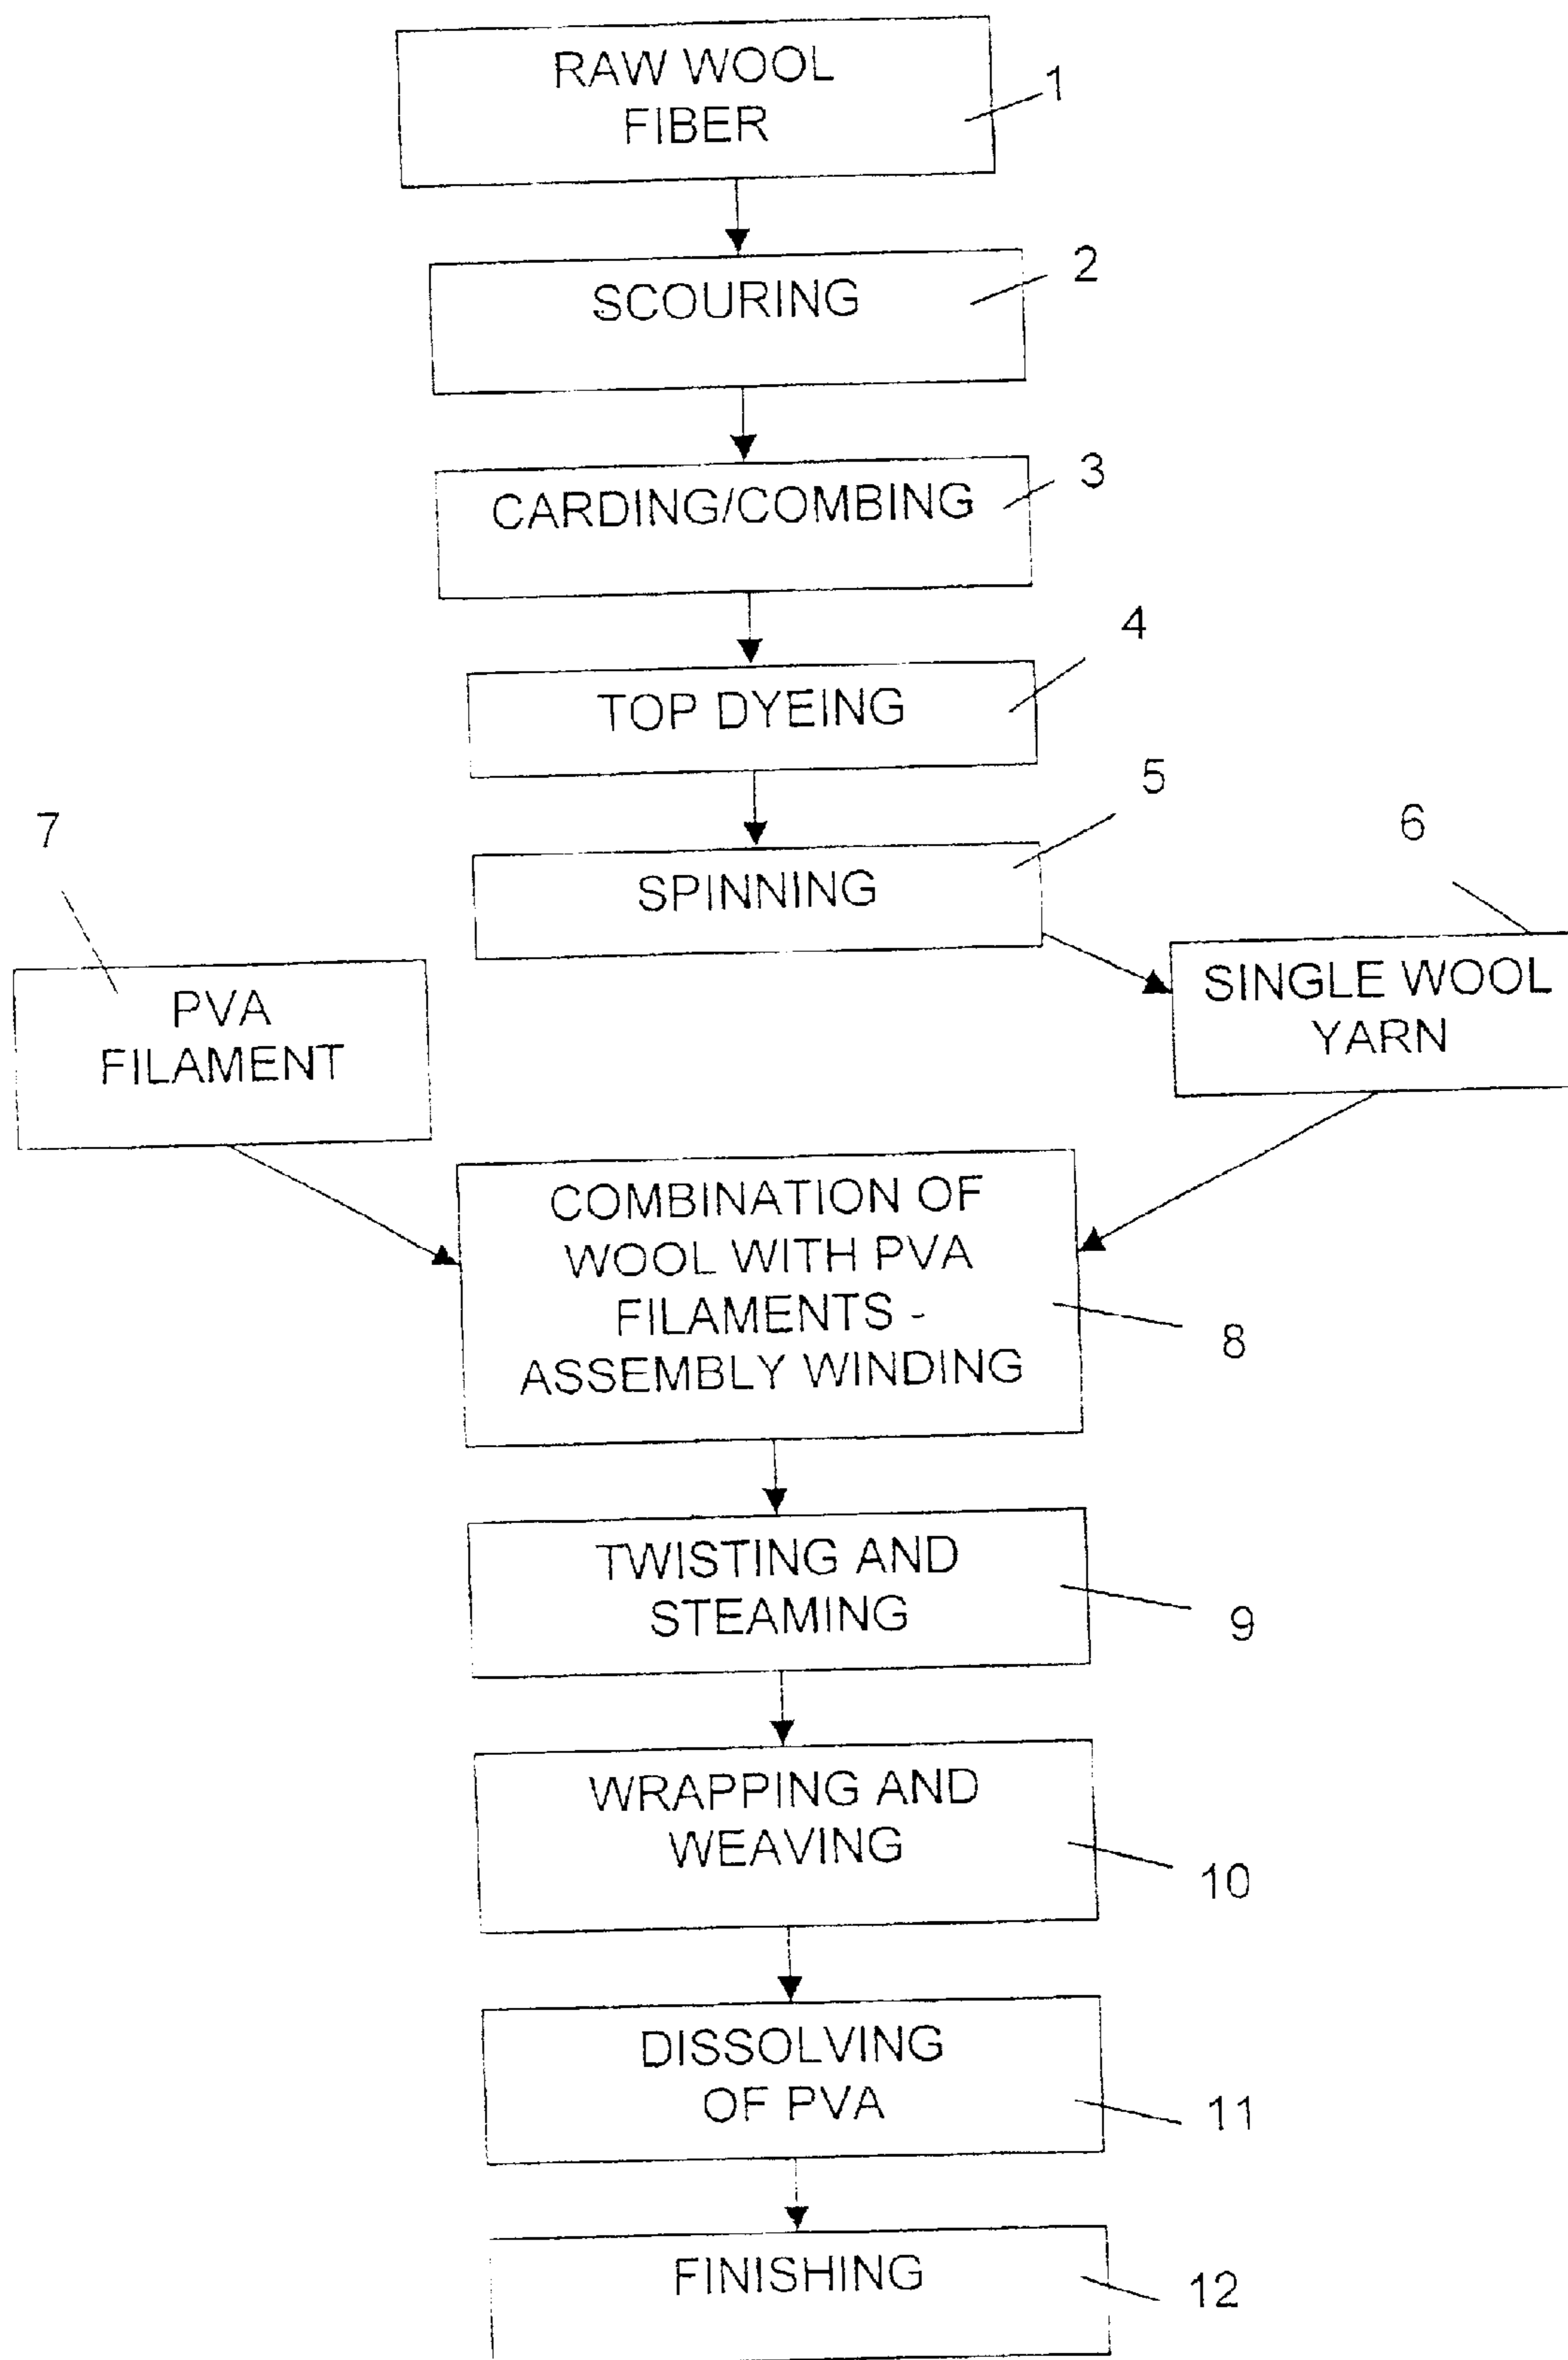 RAW WOOL
FIBER
1
SCOURING
2
CARDING/COMBING
3
TOP DYEING
4
SPINNING
5
6
7
SINGLE WOOL
YARN
PVA
FILAMENT
COMBINATION OF
WOOL WITH PVA
FILAMENTS -
ASSEMBLY WINDING
8
TWISTING AND
STEAMING
9
WRAPPING AND
WEAVING
10
DISSOLVING
OF PVA
11
FINISHING
12